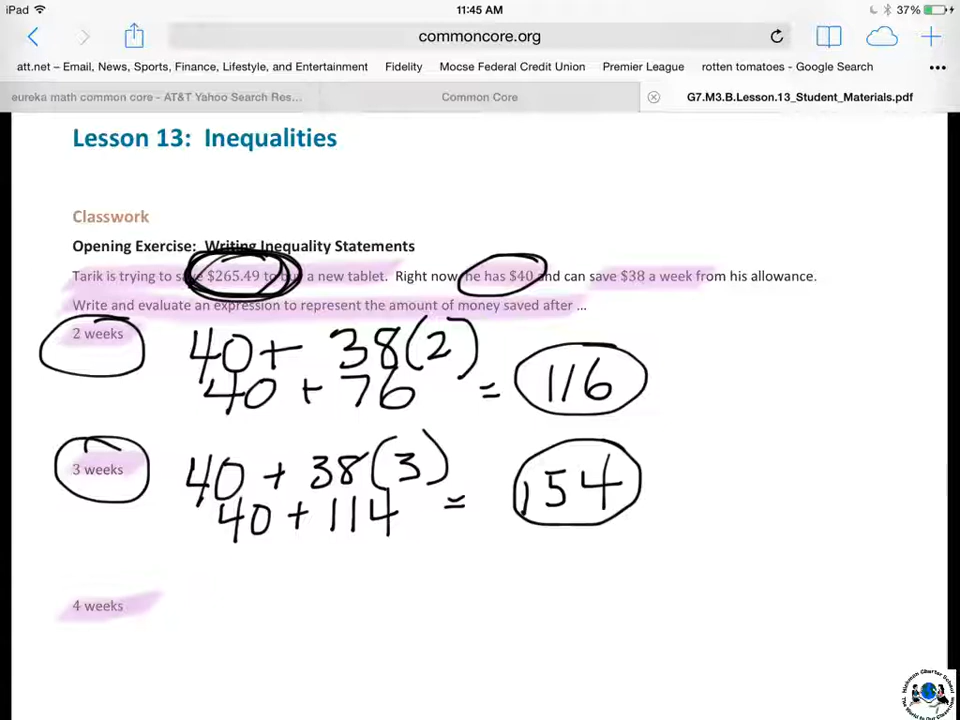 iPad 11:45 AM 37%
commoncore.org
att.net – Email, News, Sports, Finance, Lifestyle, and Entertainment Fidelity Mocse Federal Credit Union Premier League rotten tomatoes - Google Search •••
eureka math common core - AT&T Yahoo Search Res... Common Core G7.M3.B.Lesson.13_Student_Materials.pdf
Lesson 13: Inequalities
Classwork
Opening Exercise: Writing Inequality Statements
Tarik is trying to save $265.49 to buy a new tablet. Right now he has $40 and can save $38 a week from his allowance.
Write and evaluate an expression to represent the amount of money saved after …
2 weeks 40 + 38(2)
40 + 76 = 116
3 weeks 40 + 38(3)
40 + 114 = 154
4 weeks